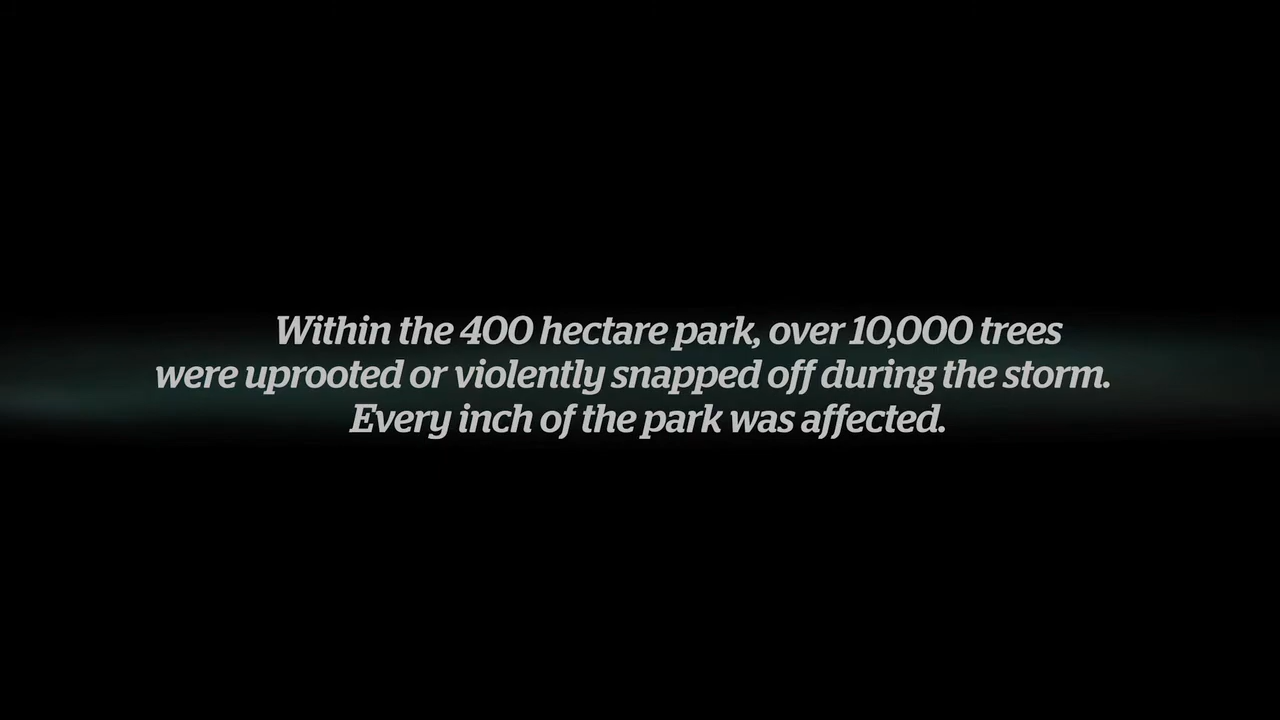 Within the 400 hectare park, over 10,000 trees
were uprooted or violently snapped off during the storm.
Every inch of the park was affected.